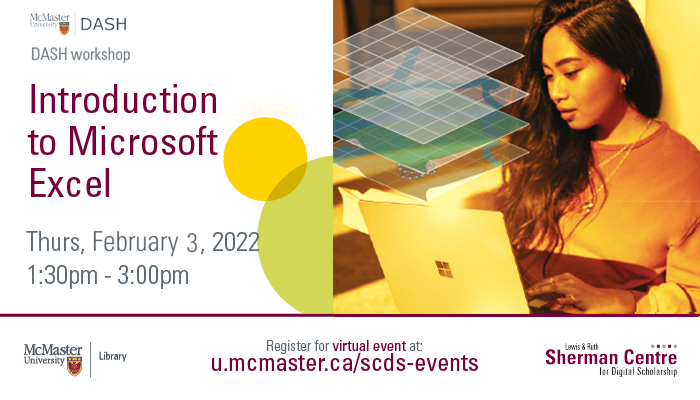 McMaster
University
DASH
DASH workshop
Introduction
to Microsoft
Excel
Thurs, February 3, 2022
1:30pm - 3:00pm
McMaster
University
Library
Register for virtual event at:
u.mcmaster.ca/scds-events
Lewis & Ruth
Sherman Centre
for Digital Scholarship